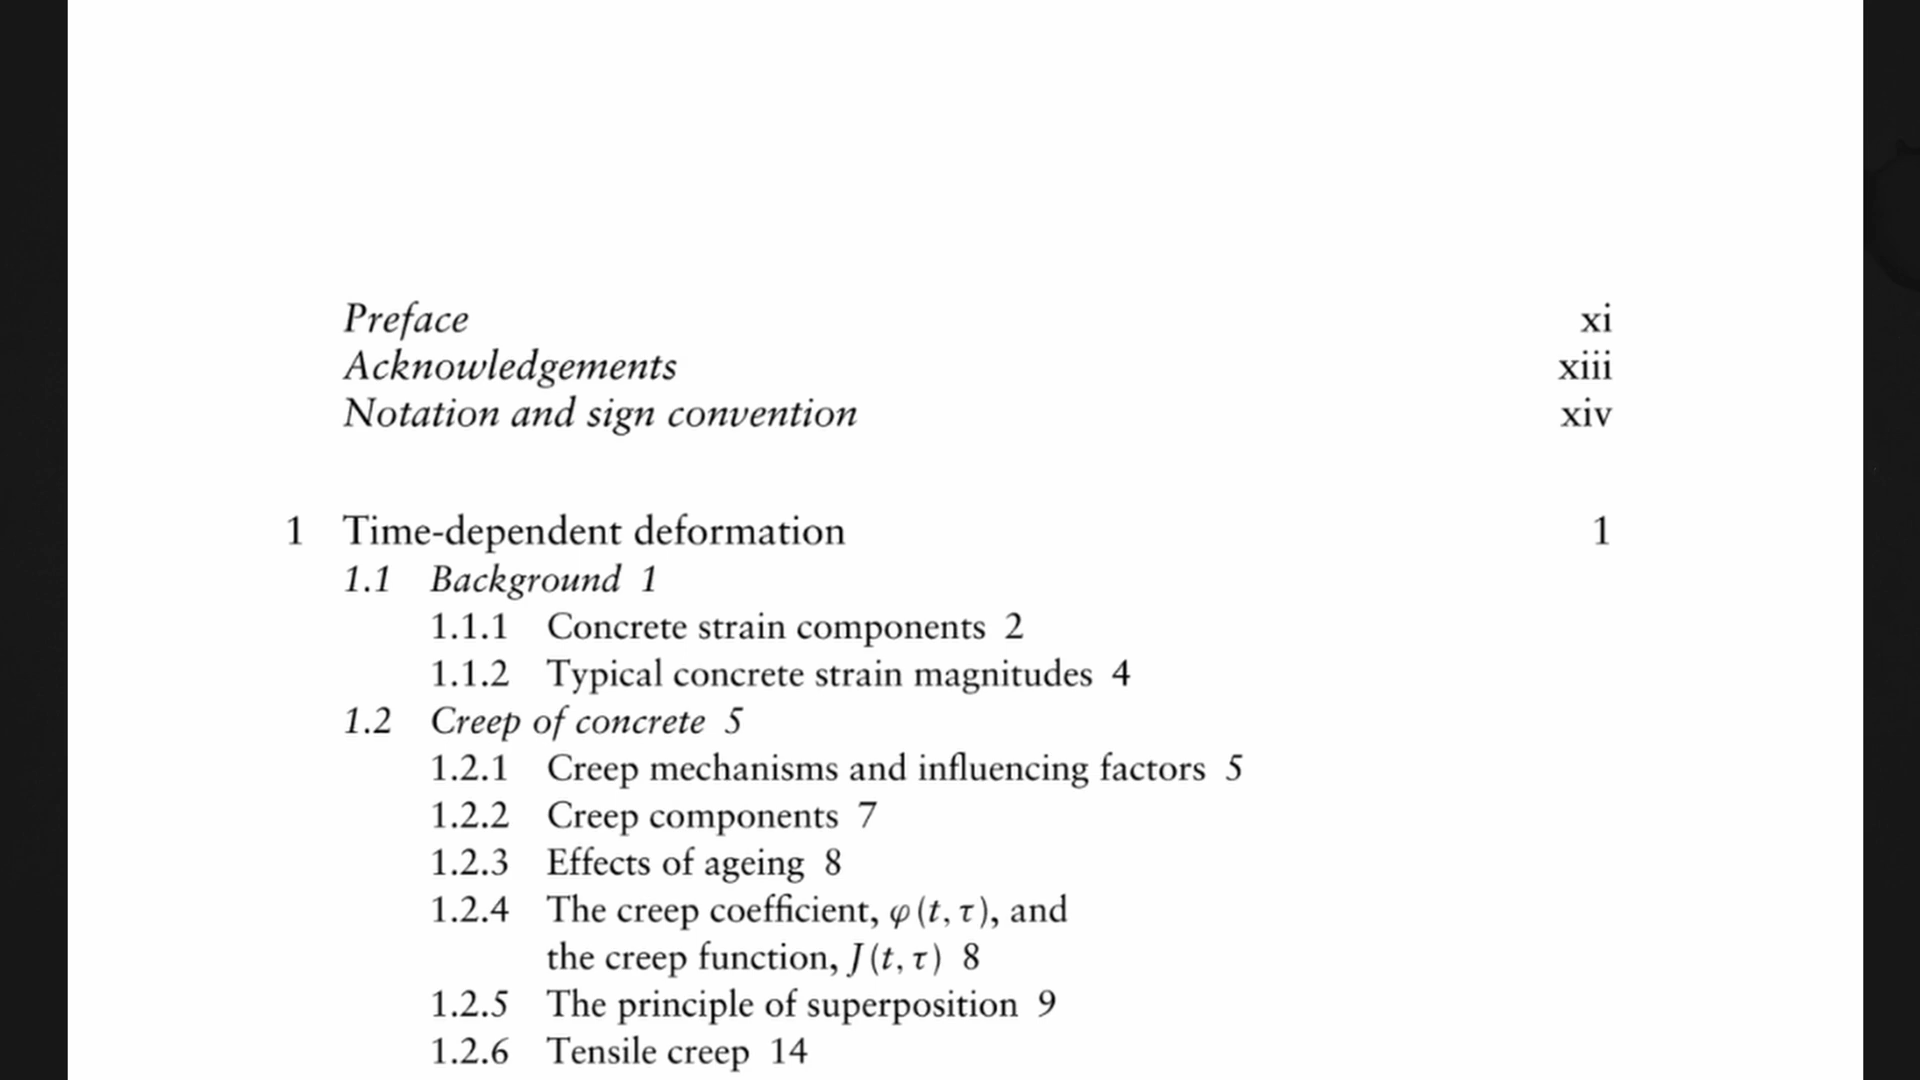 Preface xi
Acknowledgements xiii
Notation and sign convention xiv
1 Time-dependent deformation 1
1.1 Background 1
1.1.1 Concrete strain components 2
1.1.2 Typical concrete strain magnitudes 4
1.2 Creep of concrete 5
1.2.1 Creep mechanisms and influencing factors 5
1.2.2 Creep components 7
1.2.3 Effects of ageing 8
1.2.4 The creep coefficient, φ(t, τ), and
the creep function, J(t, τ) 8
1.2.5 The principle of superposition 9
1.2.6 Tensile creep 14